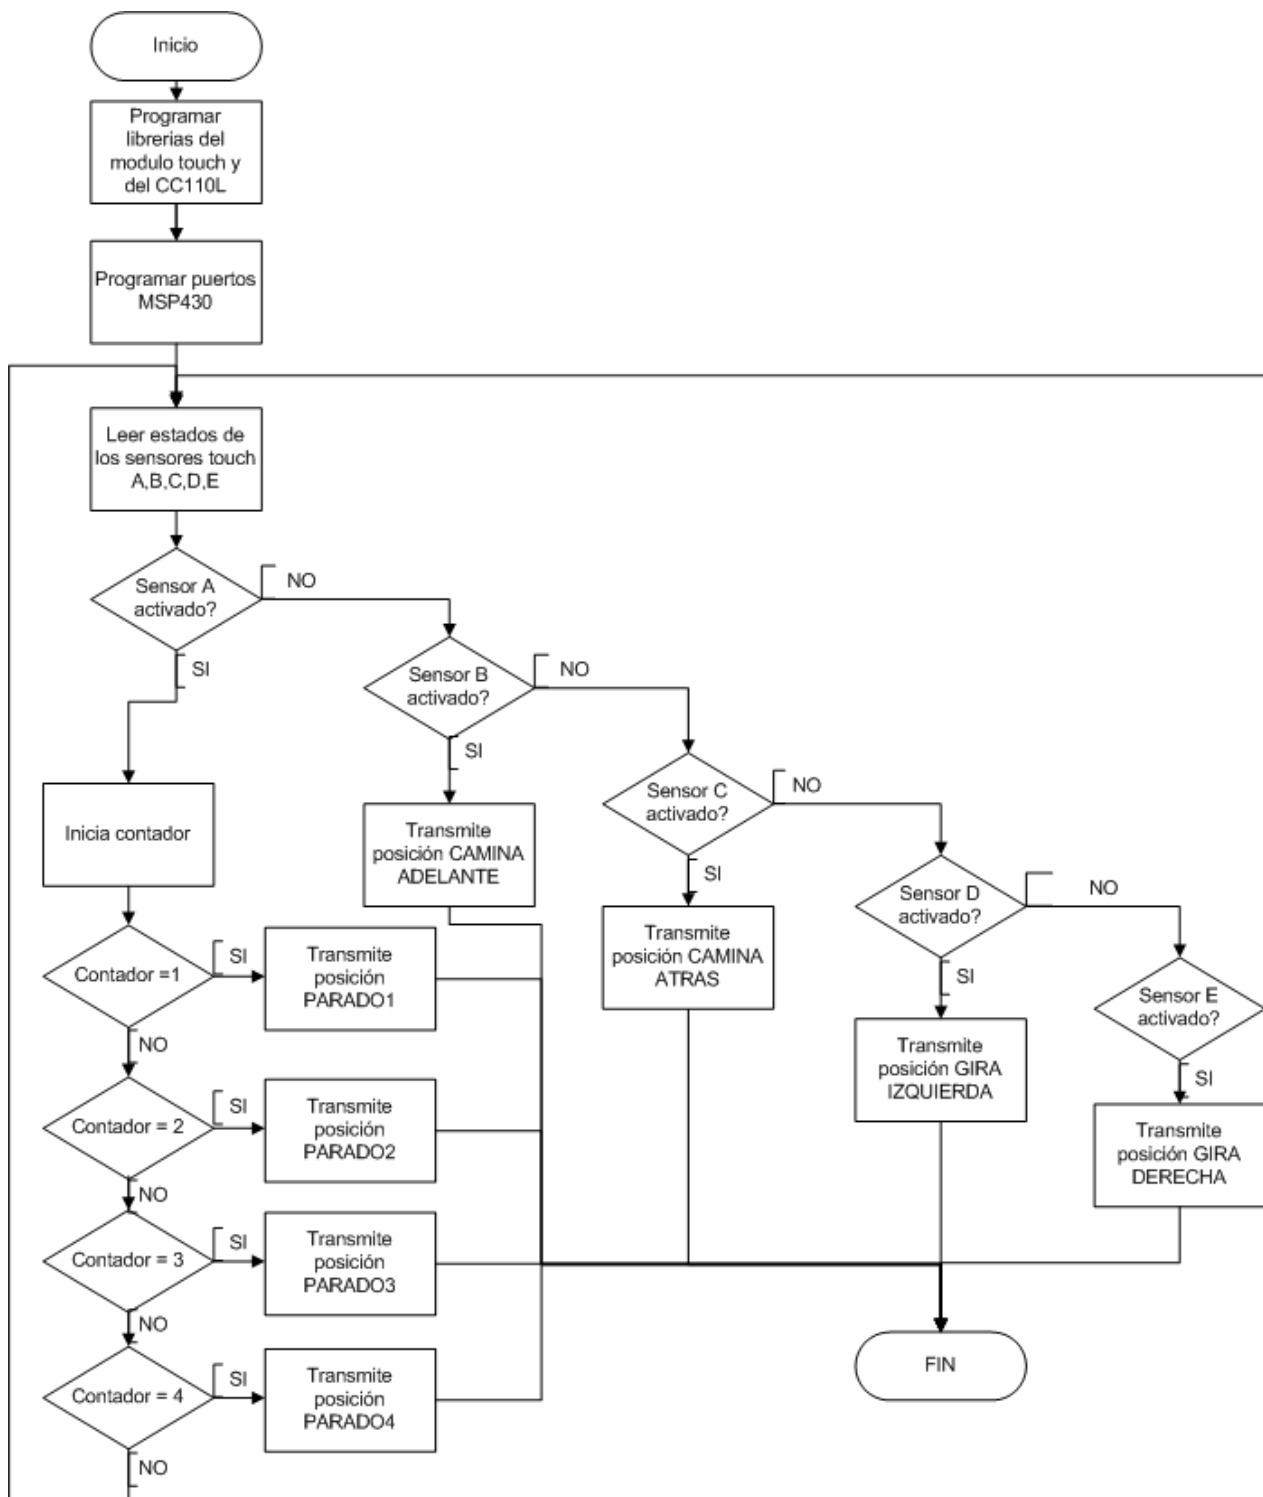 Inicio
Programar
librerias del
modulo touch y
del CC110L
Programar puertos
MSP430
Leer estados de
los sensores touch
A,B,C,D,E
Sensor A
activado?
NO
SI
Sensor B
activado?
NO
SI
Sensor C
activado?
NO
SI
Sensor D
activado?
NO
SI
Sensor E
activado?
SI
Inicia contador
Transmite
posición CAMINA
ADELANTE
Transmite
posición CAMINA
ATRAS
Transmite
posición GIRA
IZQUIERDA
Transmite
posición GIRA
DERECHA
Contador =1
SI
NO
Transmite
posición
PARADO1
Contador = 2
SI
NO
Transmite
posición
PARADO2
Contador = 3
SI
NO
Transmite
posición
PARADO3
Contador = 4
SI
NO
Transmite
posición
PARADO4
FIN